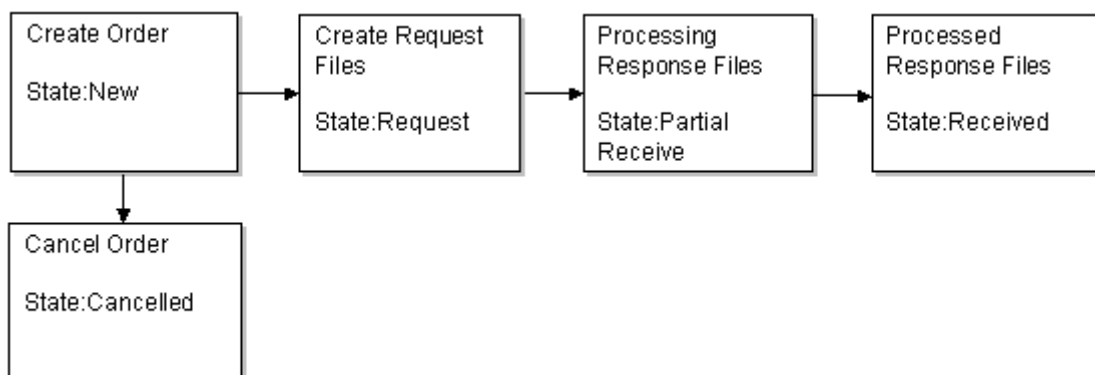 Create Order
State:New
Create Request
Files
State:Request
Processing
Response Files
State:Partial
Receive
Processed
Response Files
State:Received
Cancel Order
State:Cancelled